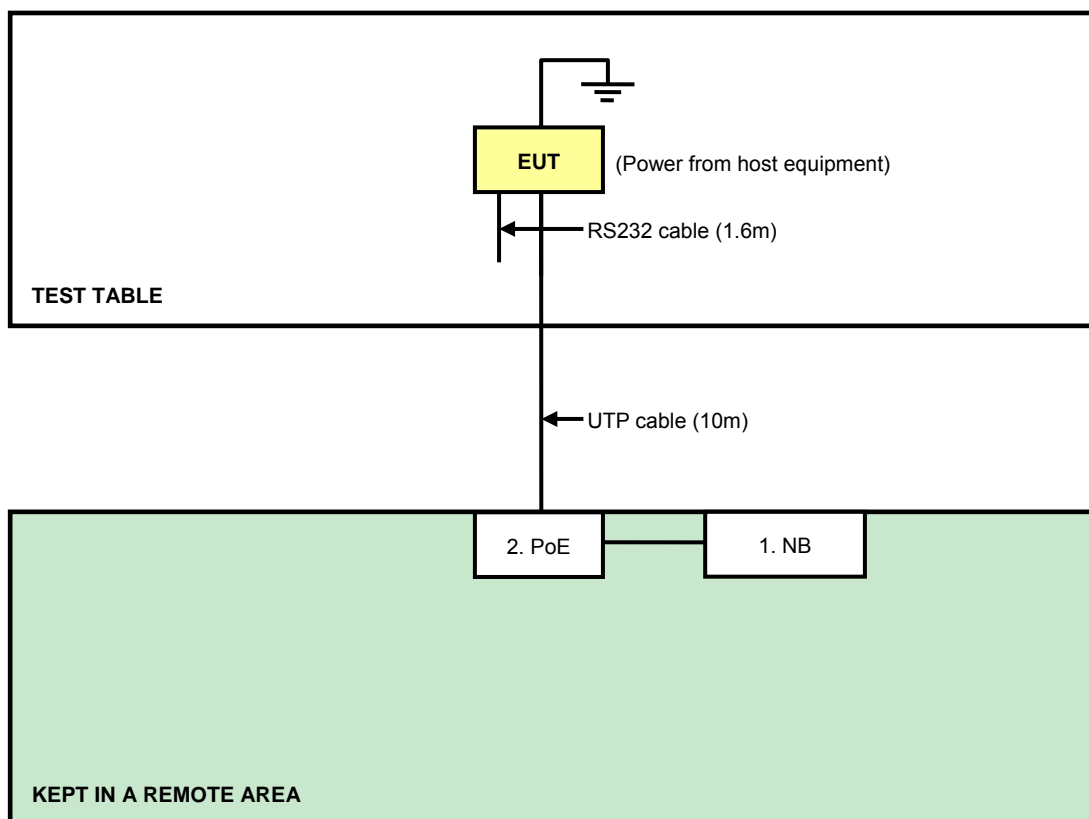 EUT
(Power from host equipment)
RS232 cable (1.6m)
TEST TABLE
UTP cable (10m)
2. PoE
1. NB
KEPT IN A REMOTE AREA